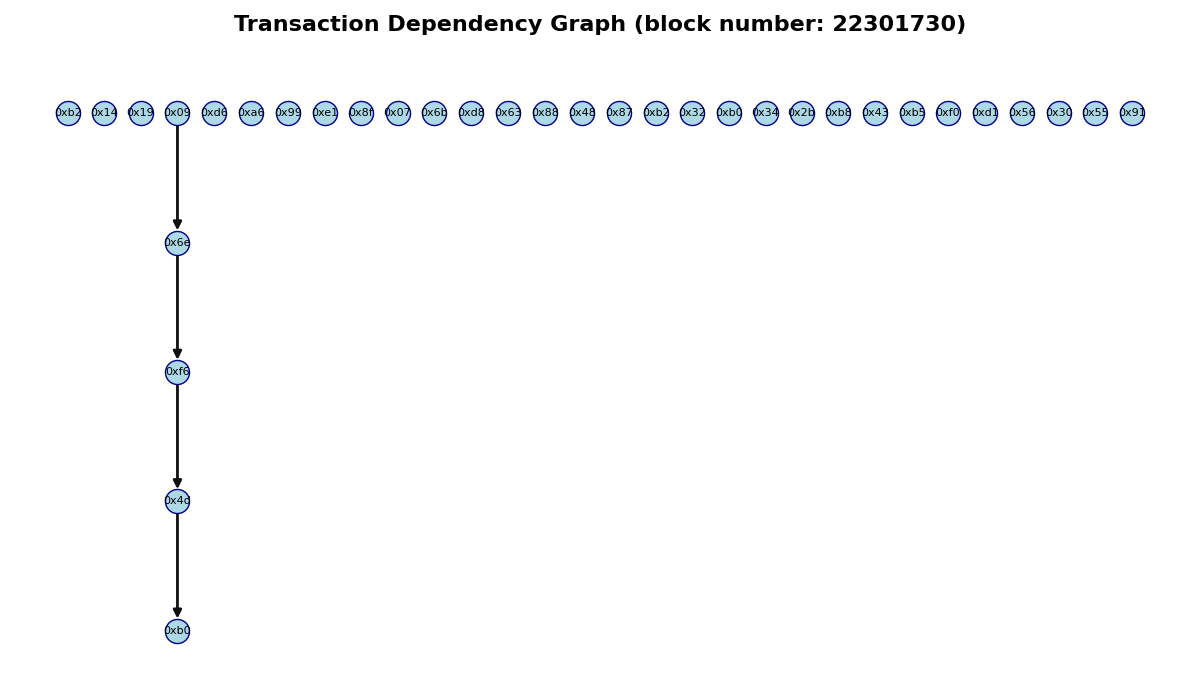 Transaction Dependency Graph (block number: 22301730)
0xb2 0x14 0x19 0x09 0xd6 0xa6 0x99 0xe1 0x8f 0x07 0x6b 0xd8 0x63 0x88 0x48 0x87 0xb2 0x32 0xb0 0x34 0x2b 0xb8 0x43 0xb5 0xf0 0xd1 0x56 0x30 0x55 0x91
0x6e
0xf6
0xb0